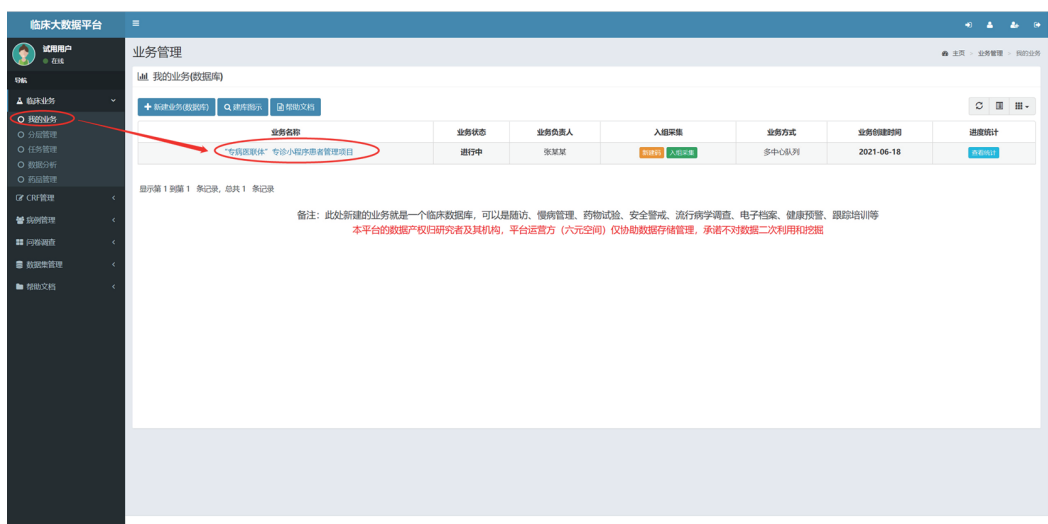 临床大数据平台
试用用户
在线
业务管理
主页 > 业务管理 > 我的业务
导航
我的业务(数据库)
临床业务
我的业务
分层管理
任务管理
数据分析
药品管理
CRF管理
病例管理
问卷调查
数据集管理
帮助文档
新建业务(数据库) 建库图示 帮助文档
业务名称 业务状态 业务负责人 入组采集 业务方式 业务创建时间 进度统计
“专病医联体”专诊小程序患者管理项目 进行中 张某某 入组采集 多中心队列 2021-06-18 查看统计
显示第 1 到第 1 条记录，总共 1 条记录
备注：此处新建的业务就是一个临床数据库，可以是随访、慢病管理、药物试验、安全警戒、流行病学调查、电子档案、健康预警、跟踪培训等
本平台的数据产权归研究者及其机构，平台运营方（六元空间）仅协助数据存储管理，承诺不对数据二次利用和挖掘